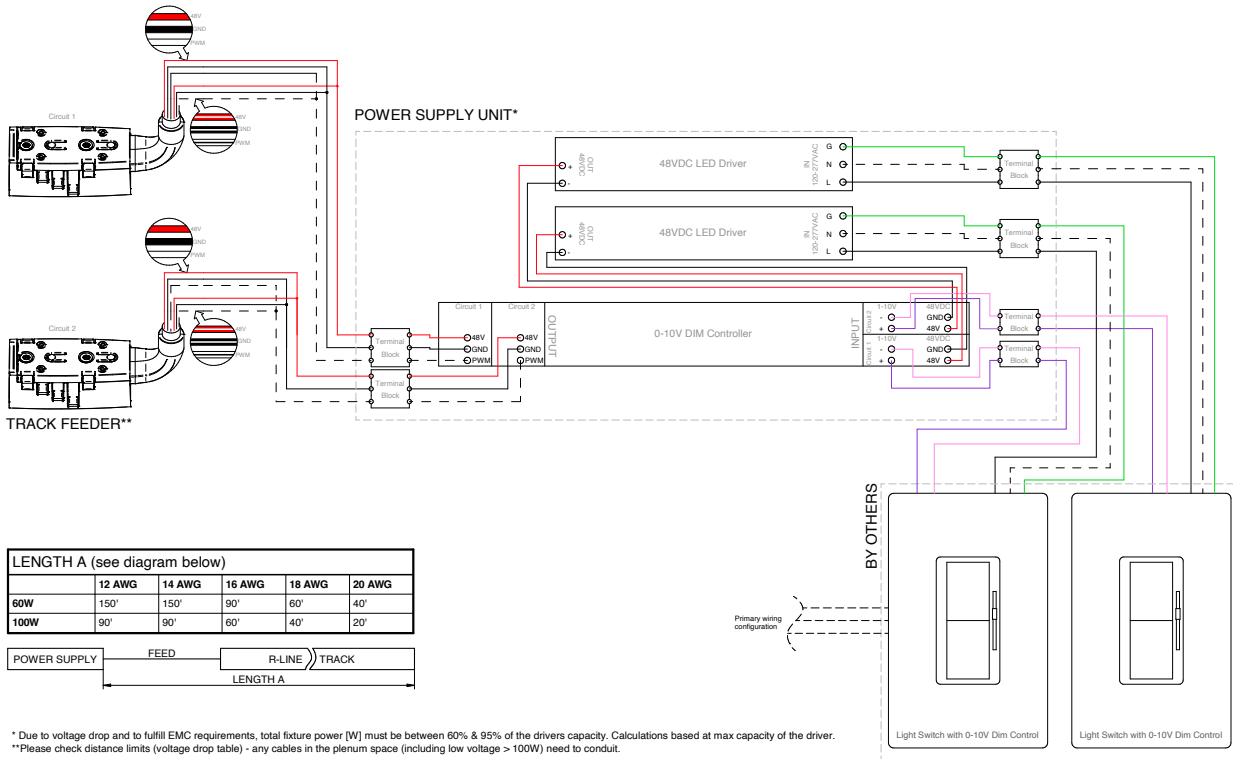 48V
GND
PWM
Circuit 1
48V
GND
PWM
POWER SUPPLY UNIT*
OUT
48VDC
+
-
48VDC LED Driver
IN
120-277VAC
G
N
L
Terminal
Block
OUT
48VDC
+
-
48VDC LED Driver
IN
120-277VAC
G
N
L
Terminal
Block
48V
GND
PWM
Circuit 2
48V
GND
PWM
TRACK FEEDER**
Terminal
Block
Terminal
Block
Circuit 1
Circuit 2
48V
GND
PWM
48V
GND
PWM
OUTPUT
0-10V DIM Controller
INPUT
Circuit 2
1-10V
-
+
48VDC
GND
48V
Circuit 1
1-10V
-
+
48VDC
GND
48V
Terminal
Block
Terminal
Block
BY OTHERS
Primary wiring
configuration
Light Switch with 0-10V Dim Control
Light Switch with 0-10V Dim Control
LENGTH A (see diagram below)
12 AWG 14 AWG 16 AWG 18 AWG 20 AWG
60W 150' 150' 90' 60' 40'
100W 90' 90' 60' 40' 20'
POWER SUPPLY FEED R-LINE TRACK
LENGTH A
* Due to voltage drop and to fulfill EMC requirements, total fixture power [W] must be between 60% & 95% of the drivers capacity. Calculations based at max capacity of the driver.
**Please check distance limits (voltage drop table) - any cables in the plenum space (including low voltage > 100W) need to conduit.